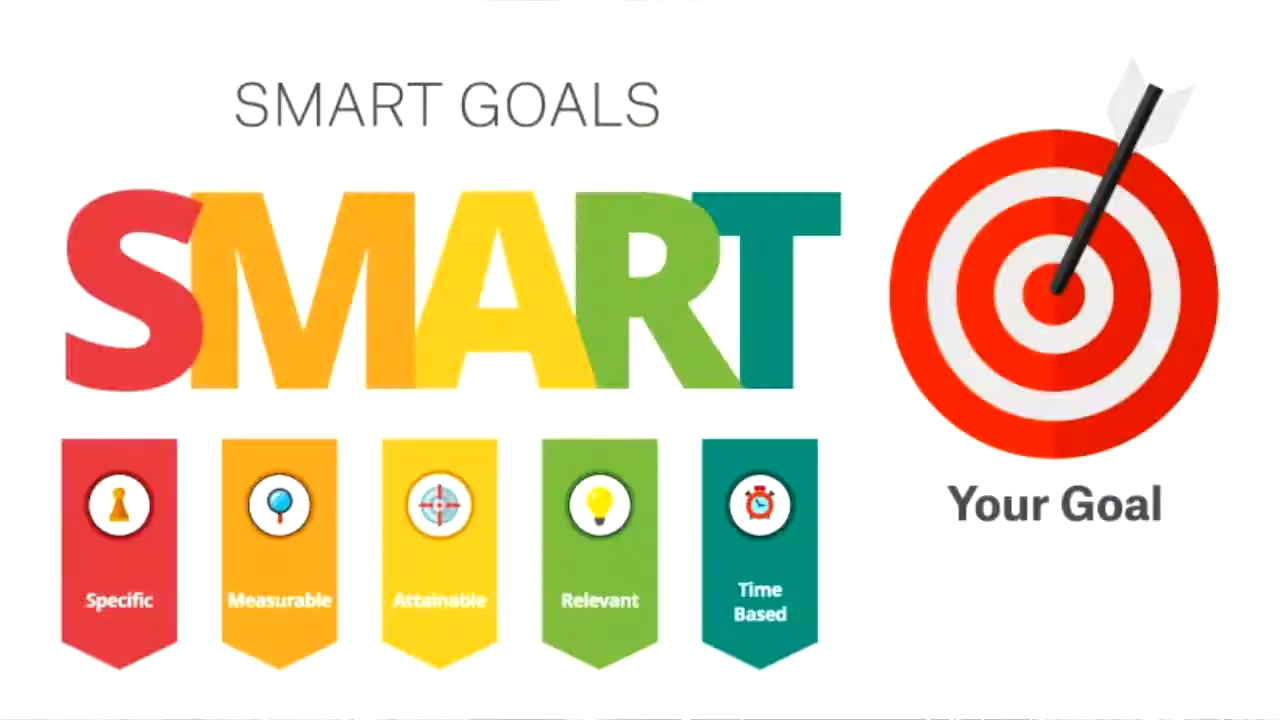 SMART GOALS
SMART
Your Goal
Specific
Measurable
Attainable
Relevant
Time
Based